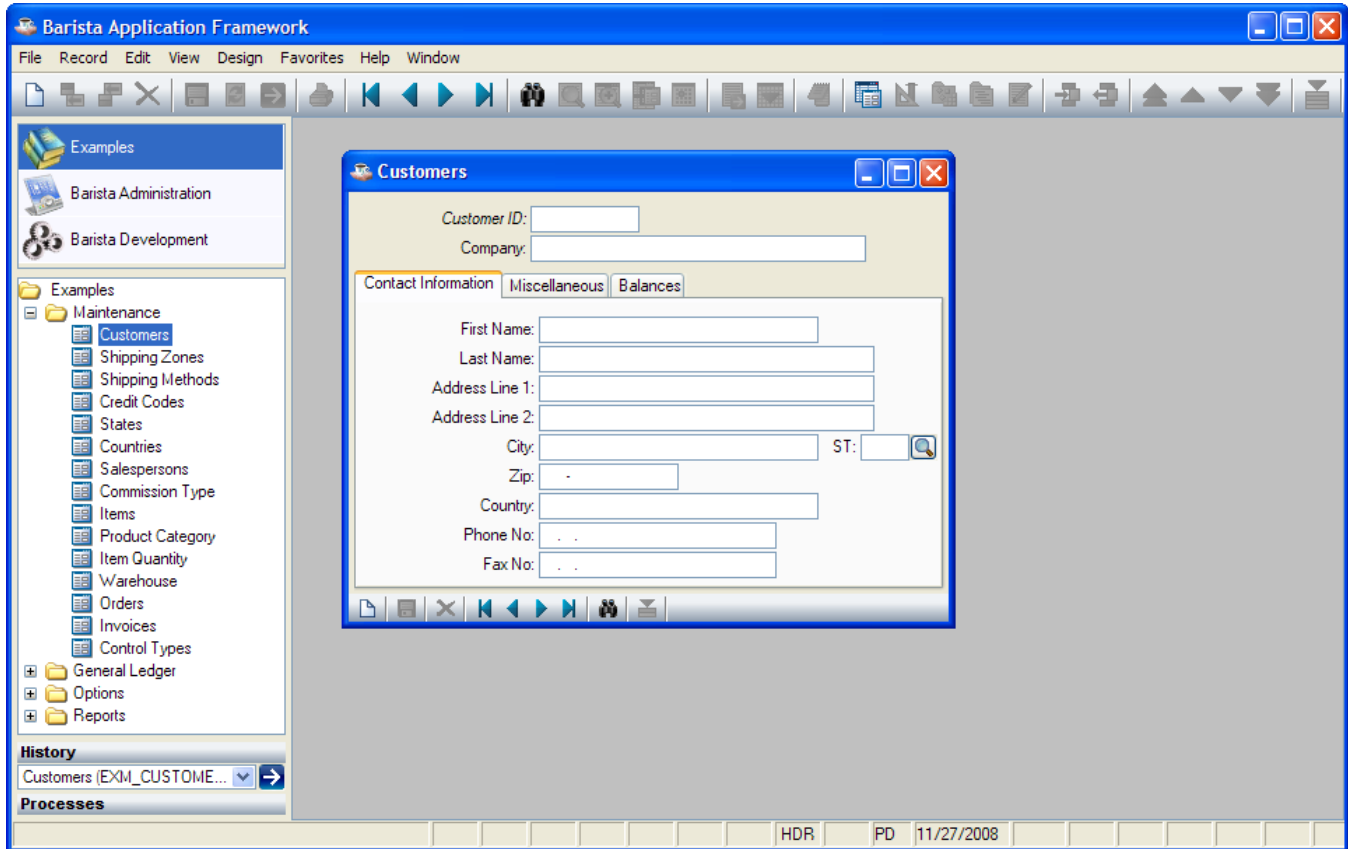 Barista Application Framework
File Record Edit View Design Favorites Help Window
Examples
Barista Administration
Barista Development
Examples
Maintenance
Customers
Shipping Zones
Shipping Methods
Credit Codes
States
Countries
Salespersons
Commission Type
Items
Product Category
Item Quantity
Warehouse
Orders
Invoices
Control Types
General Ledger
Options
Reports
History
Customers (EXM_CUSTOME...
Processes
Customers
Customer ID:
Company:
Contact Information Miscellaneous Balances
First Name:
Last Name:
Address Line 1:
Address Line 2:
City: ST:
Zip: -
Country:
Phone No: . .
Fax No: . .
HDR PD 11/27/2008